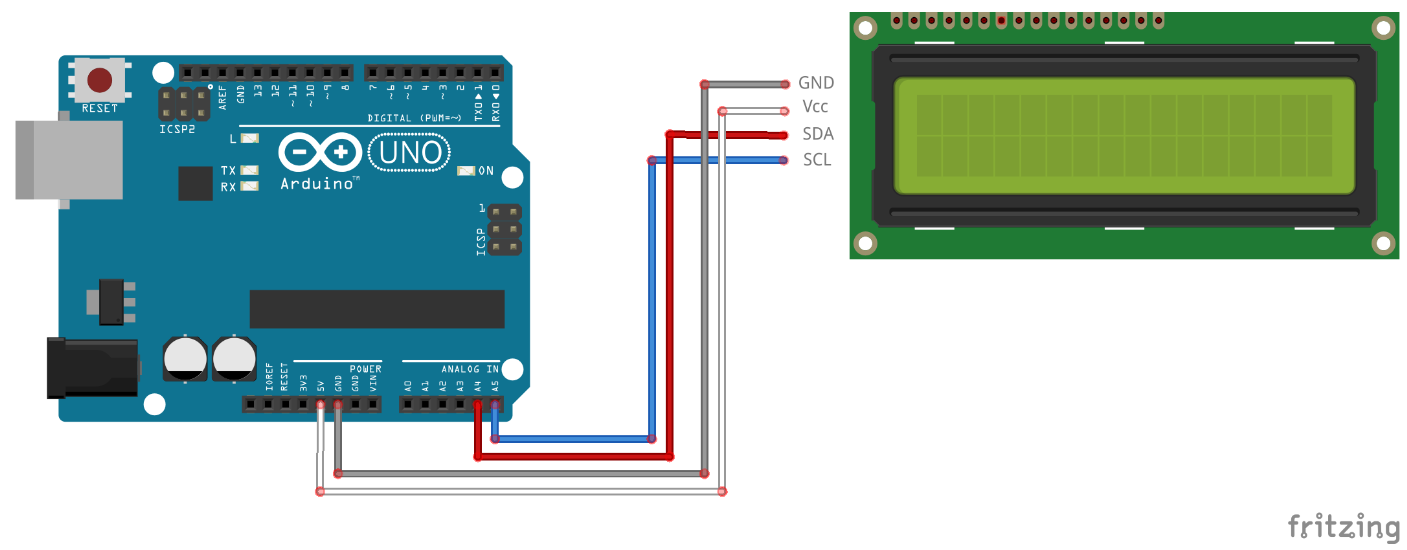 RESET
ICSP2
AREF
GND
13
12
~11
~10
~9
8
7
~6
~5
4
~3
2
TX0▶1
RX0◀0
DIGITAL (PWM=~)
L
TX
RX
UNO
Arduino™
ON
1
ICSP
GND
Vcc
SDA
SCL
POWER
ANALOG IN
IOREF
RESET
3V3
5V
GND
GND
VIN
A0
A1
A2
A3
A4
A5
fritzing